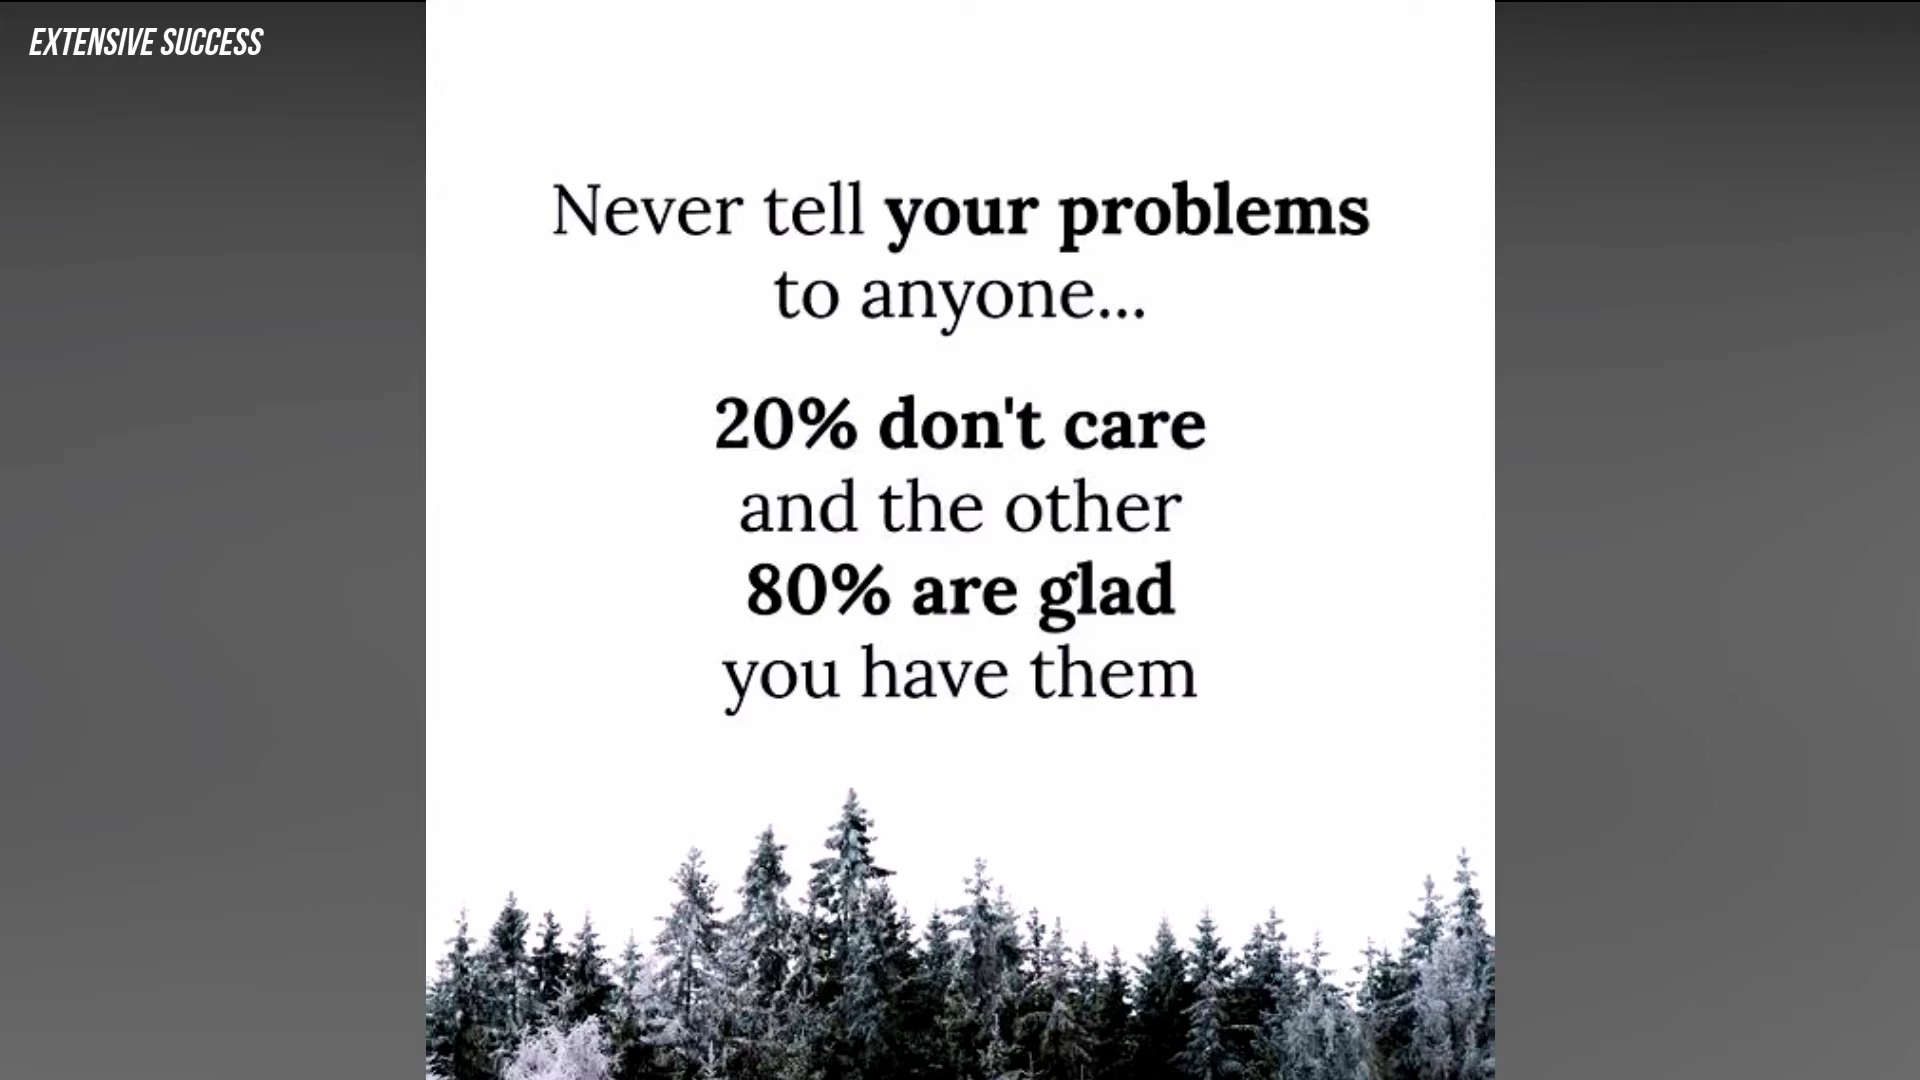 EXTENSIVE SUCCESS
Never tell your problems
to anyone...
20% don't care
and the other
80% are glad
you have them